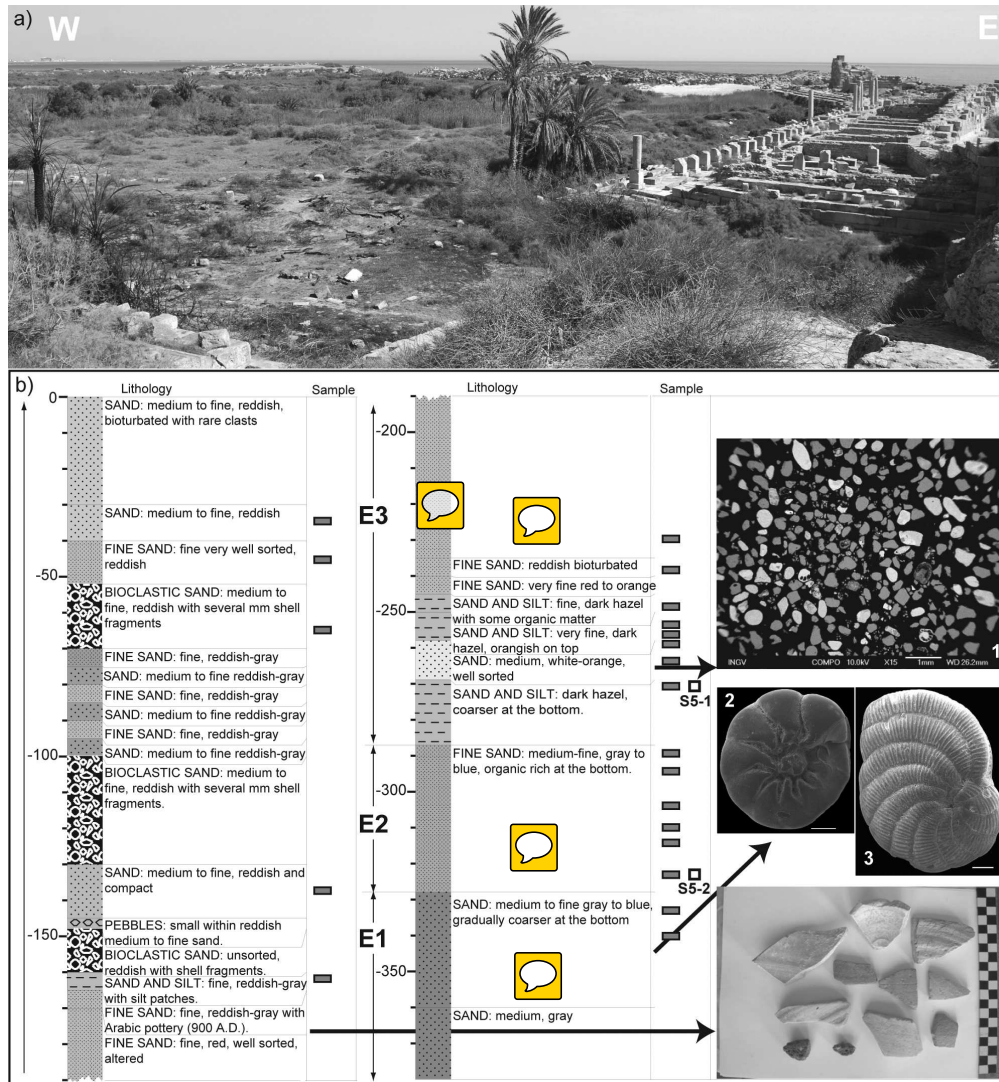 a)
W
E
b)
Lithology
Sample
0
SAND: medium to fine, reddish,
bioturbated with rare clasts
SAND: medium to fine, reddish
FINE SAND: fine very well sorted,
reddish
-50
BIOCLASTIC SAND: medium to
fine, reddish with several mm shell
fragments
FINE SAND: fine, reddish-gray
SAND: medium to fine reddish-gray
FINE SAND: fine, reddish-gray
SAND: medium to fine reddish-gray
FINE SAND: fine, reddish-gray
-100
SAND: medium to fine reddish-gray
BIOCLASTIC SAND: medium to
fine, reddish with several mm shell
fragments.
SAND: medium to fine, reddish and
compact
PEBBLES: small within reddish
medium to fine sand.
-150
BIOCLASTIC SAND: unsorted,
reddish with shell fragments.
SAND AND SILT: fine, reddish-gray
with silt patches.
FINE SAND: fine, reddish-gray with
Arabic pottery (900 A.D.).
FINE SAND: fine, red, well sorted,
altered
E3
E2
E1
Lithology
Sample
-200
FINE SAND: reddish bioturbated
FINE SAND: very fine red to orange
-250
SAND AND SILT: fine, dark hazel
with some organic matter
SAND AND SILT: very fine, dark
hazel, orangish on top
SAND: medium, white-orange,
well sorted
SAND AND SILT: dark hazel,
coarser at the bottom.
S5-1
FINE SAND: medium-fine, gray to
blue, organic rich at the bottom.
-300
S5-2
SAND: medium to fine gray to blue,
gradually coarser at the bottom
-350
SAND: medium, gray
1
INGV COMPO 10.0kV X15 1mm WD 26.2mm
2
3